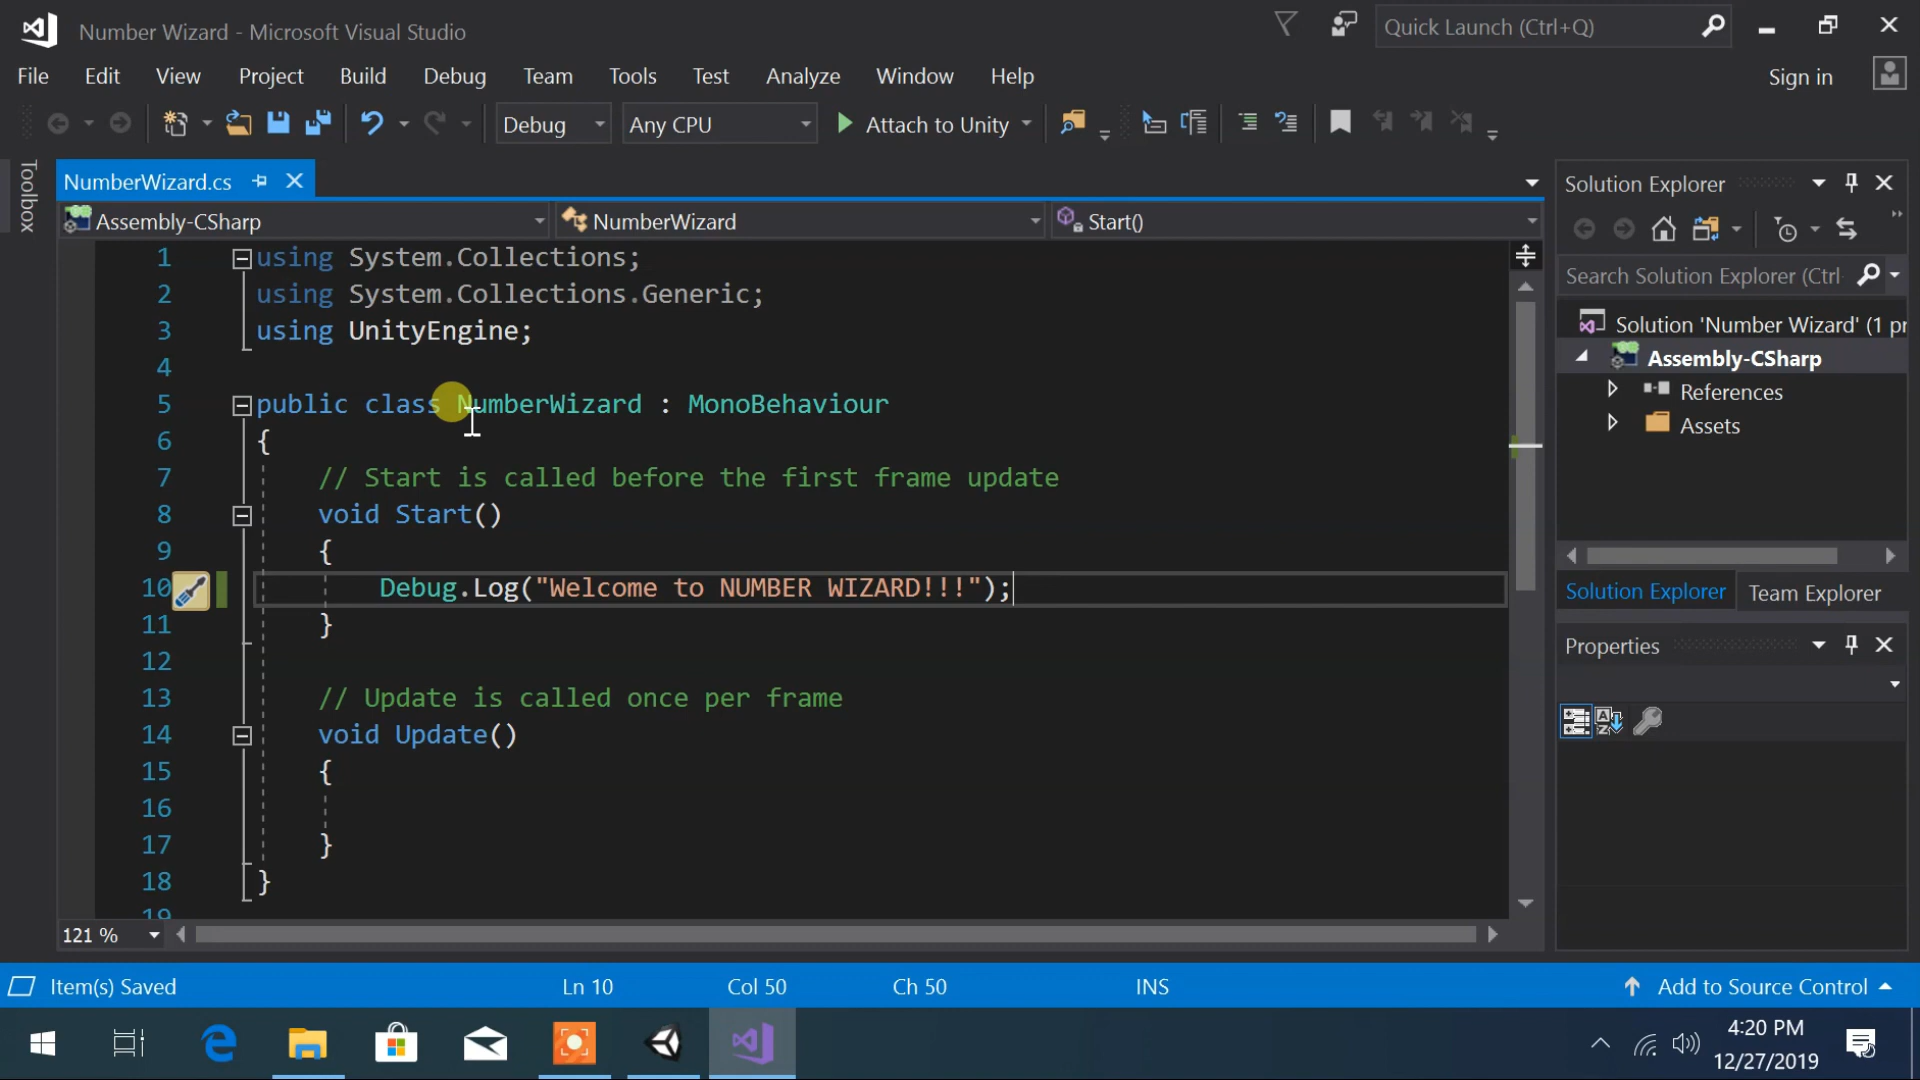 Number Wizard - Microsoft Visual Studio
Quick Launch (Ctrl+Q)
File Edit View Project Build Debug Team Tools Test Analyze Window Help
Sign in
Debug Any CPU Attach to Unity
Toolbox
NumberWizard.cs
Assembly-CSharp NumberWizard Start()
1 using System.Collections;
2 using System.Collections.Generic;
3 using UnityEngine;
4
5 public class NumberWizard : MonoBehaviour
6 {
7 // Start is called before the first frame update
8 void Start()
9 {
10 Debug.Log("Welcome to NUMBER WIZARD!!!");
11 }
12
13 // Update is called once per frame
14 void Update()
15 {
16
17 }
18 }
19
121 %
Solution Explorer
Search Solution Explorer (Ctrl
Solution 'Number Wizard' (1 pr
Assembly-CSharp
References
Assets
Solution Explorer Team Explorer
Properties
Item(s) Saved Ln 10 Col 50 Ch 50 INS Add to Source Control
4:20 PM
12/27/2019